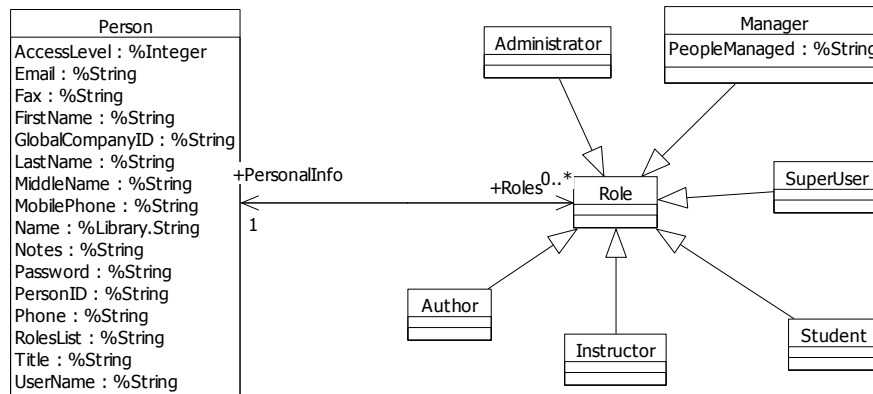 Person
AccessLevel : %Integer
Email : %String
Fax : %String
FirstName : %String
GlobalCompanyID : %String
LastName : %String
MiddleName : %String
MobilePhone : %String
Name : %Library.String
Notes : %String
Password : %String
PersonID : %String
Phone : %String
RolesList : %String
Title : %String
UserName : %String
+PersonalInfo
1
+Roles
0..*
Administrator
Manager
PeopleManaged : %String
Role
SuperUser
Author
Instructor
Student